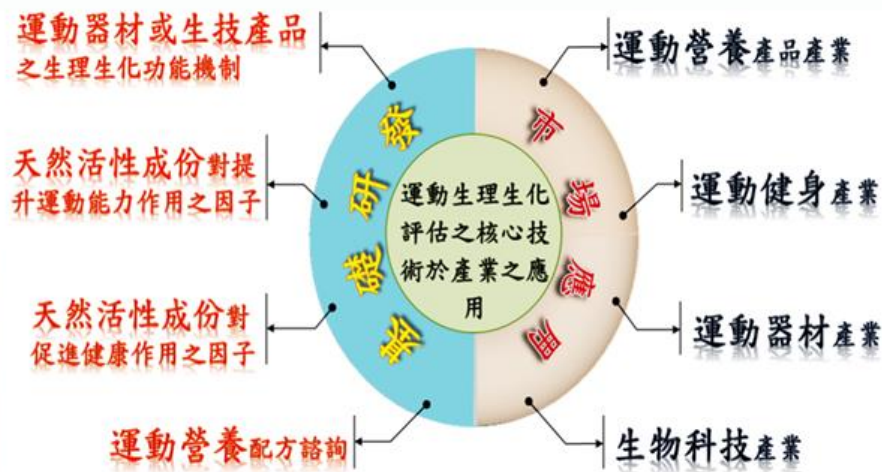 運動器材或生技產品
之生理生化功能機制
天然活性成份對提
升運動能力作用之因子
天然活性成份對
促進健康作用之因子
運動營養配方諮詢
基礎研發
運動生理生化
評估之核心技
術於產業之應
用
市場應用
運動營養產品產業
運動健身產業
運動器材產業
生物科技產業